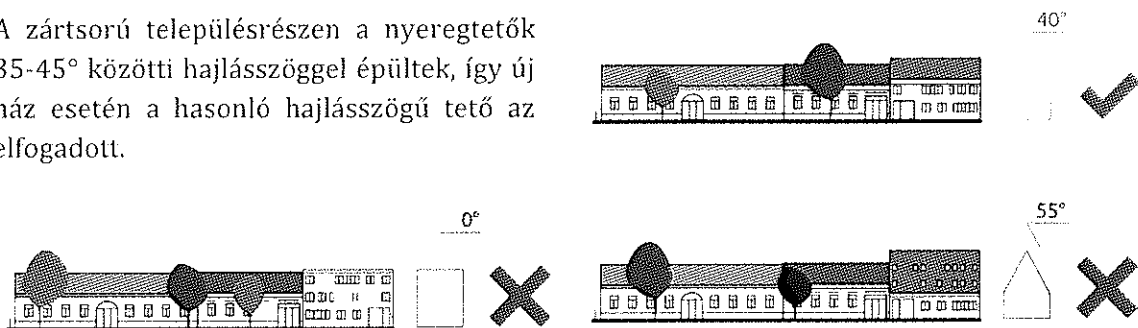 A zártsorú településrészen a nyeregtetők
35-45° közötti hajlásszöggel épültek, így új
ház esetén a hasonló hajlásszögű tető az
elfogadott.
40°
0°
55°